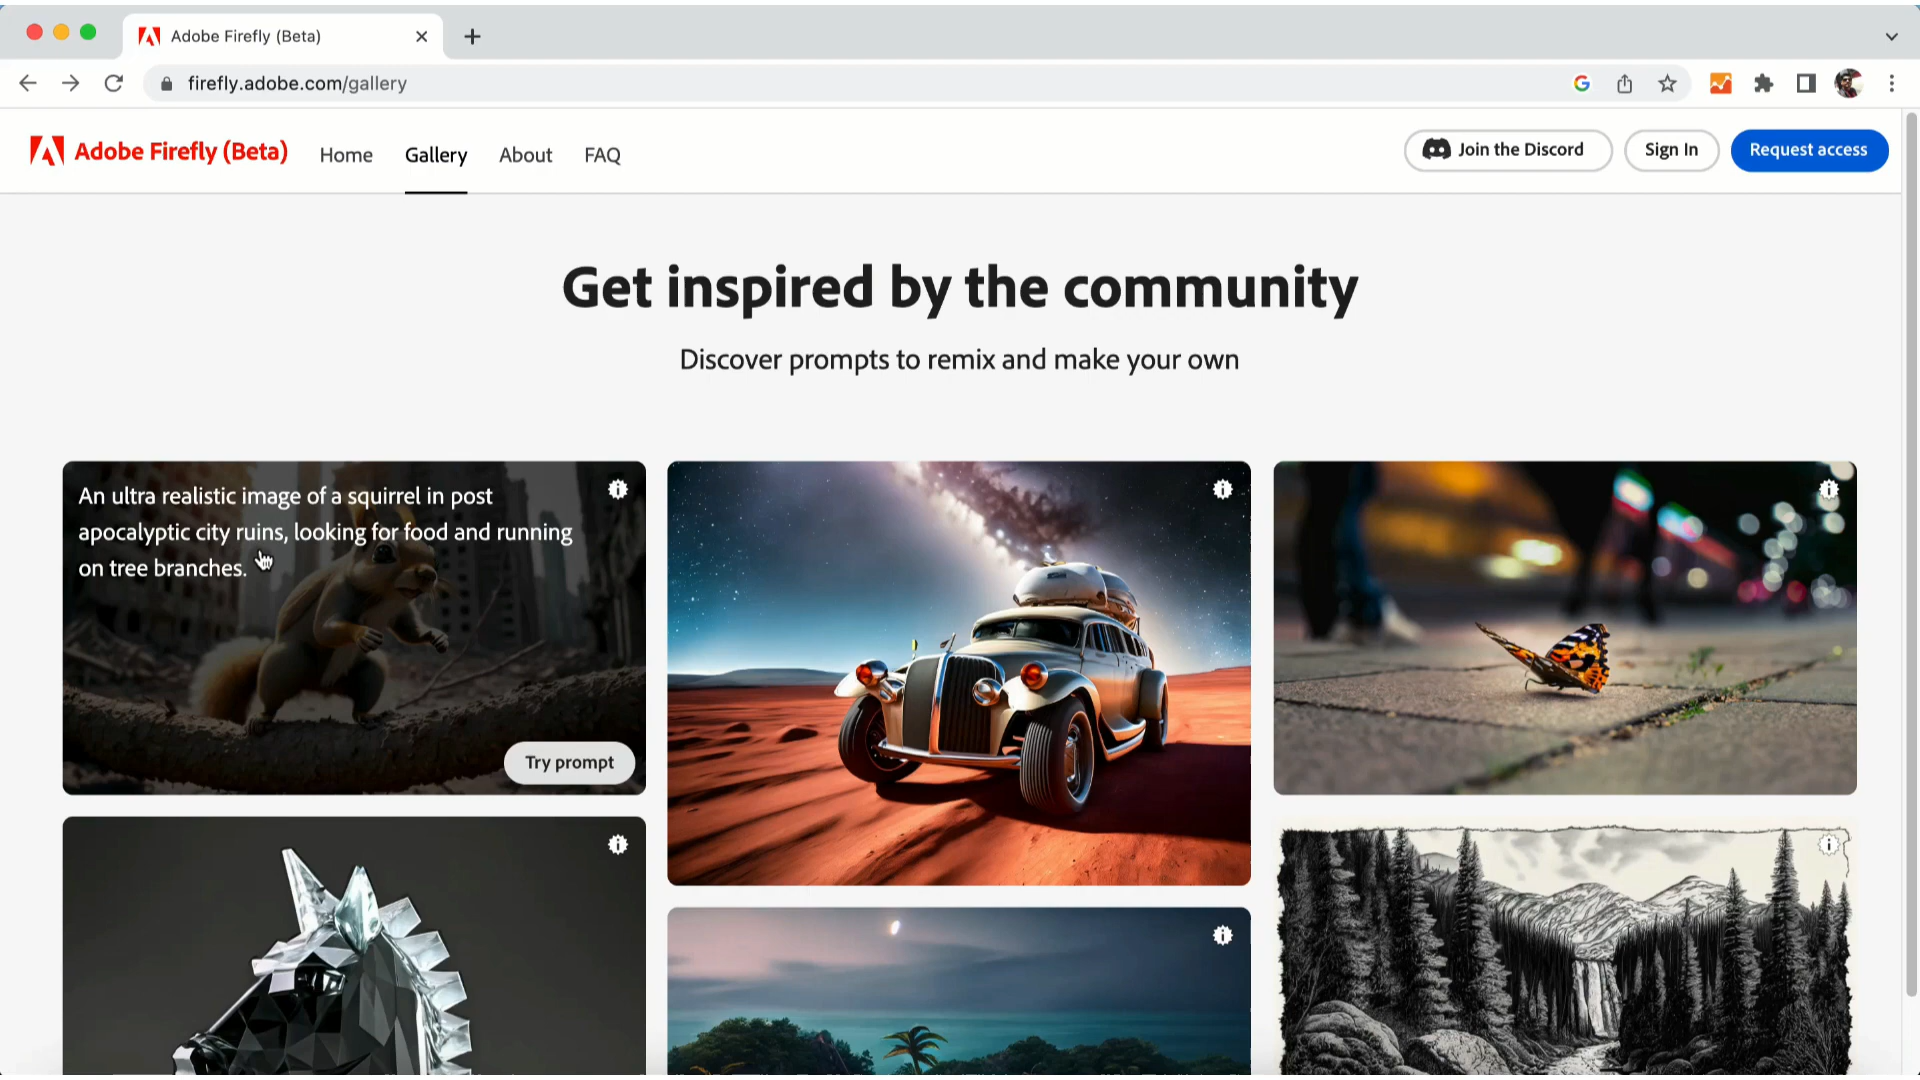 Adobe Firefly (Beta)
firefly.adobe.com/gallery
Adobe Firefly (Beta)
Home
Gallery
About
FAQ
Join the Discord
Sign In
Request access
Get inspired by the community
Discover prompts to remix and make your own
An ultra realistic image of a squirrel in post
apocalyptic city ruins, looking for food and running
on tree branches.
Try prompt